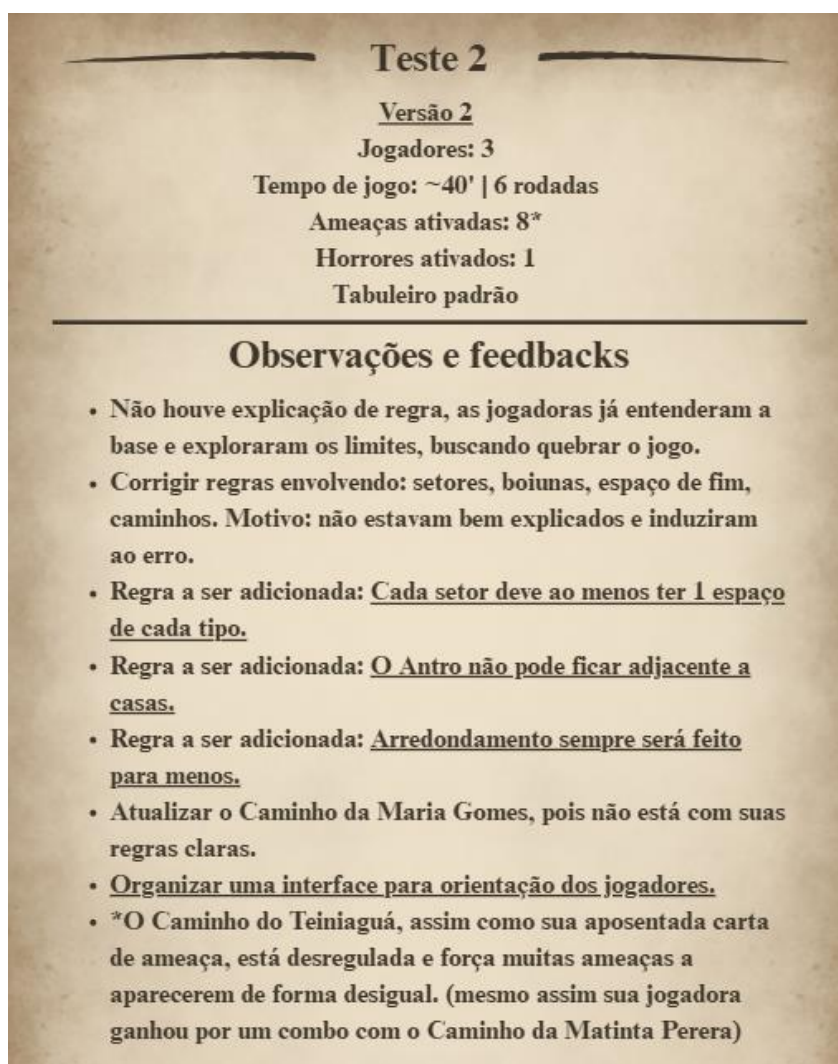 Teste 2
Versão 2
Jogadores: 3
Tempo de jogo: ~40' | 6 rodadas
Ameaças ativadas: 8*
Horrores ativados: 1
Tabuleiro padrão
Observações e feedbacks
• Não houve explicação de regra, as jogadoras já entenderam a
base e exploraram os limites, buscando quebrar o jogo.
• Corrigir regras envolvendo: setores, boiunas, espaço de fim,
caminhos. Motivo: não estavam bem explicados e induziram
ao erro.
• Regra a ser adicionada: Cada setor deve ao menos ter 1 espaço
de cada tipo.
• Regra a ser adicionada: O Antro não pode ficar adjacente a
casas.
• Regra a ser adicionada: Arredondamento sempre será feito
para menos.
• Atualizar o Caminho da Maria Gomes, pois não está com suas
regras claras.
• Organizar uma interface para orientação dos jogadores.
• *O Caminho do Teiniaguá, assim como sua aposentada carta
de ameaça, está desregulada e força muitas ameaças a
aparecerem de forma desigual. (mesmo assim sua jogadora
ganhou por um combo com o Caminho da Matinta Perera)